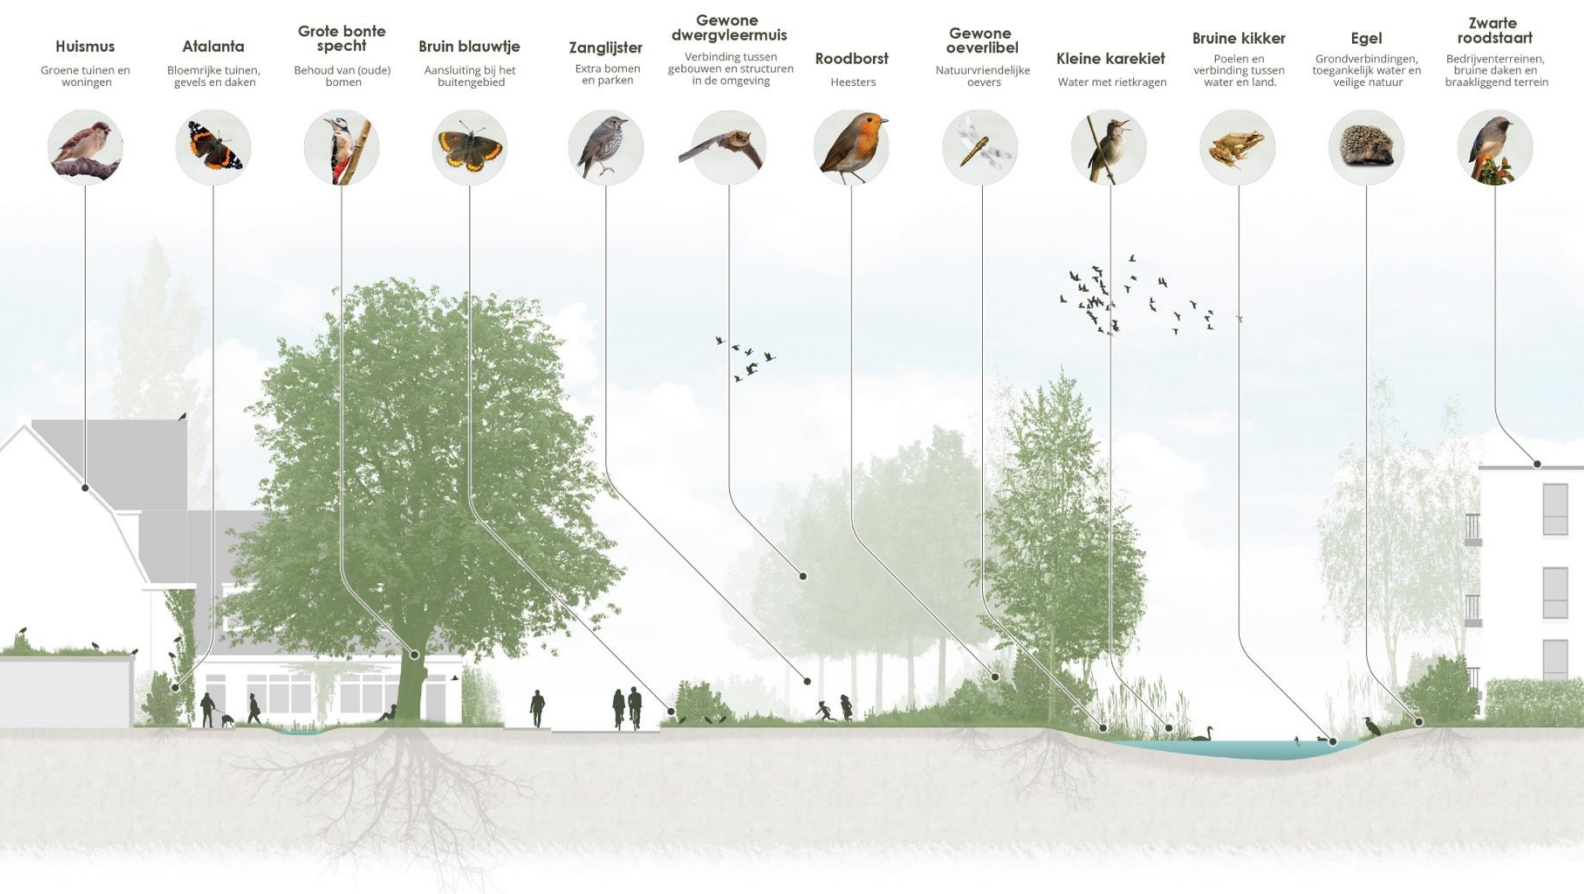 Huismus
Groene tuinen en
woningen
Atalanta
Bloemrijke tuinen,
gevels en daken
Grote bonte
specht
Behoud van (oude)
bomen
Bruin blauwtje
Aansluiting bij het
buitengebied
Zanglijster
Extra bomen
en parken
Gewone
dwergvleermuis
Verbinding tussen
gebouwen en structuren
in de omgeving
Roodborst
Heesters
Gewone
oeverlibel
Natuurvriendelijke
oevers
Kleine karekiet
Water met rietkragen
Bruine kikker
Poelen en
verbinding tussen
water en land.
Egel
Grondverbindingen,
toegankelijk water en
veilige natuur
Zwarte
roodstaart
Bedrijventerreinen,
bruine daken en
braakliggend terrein